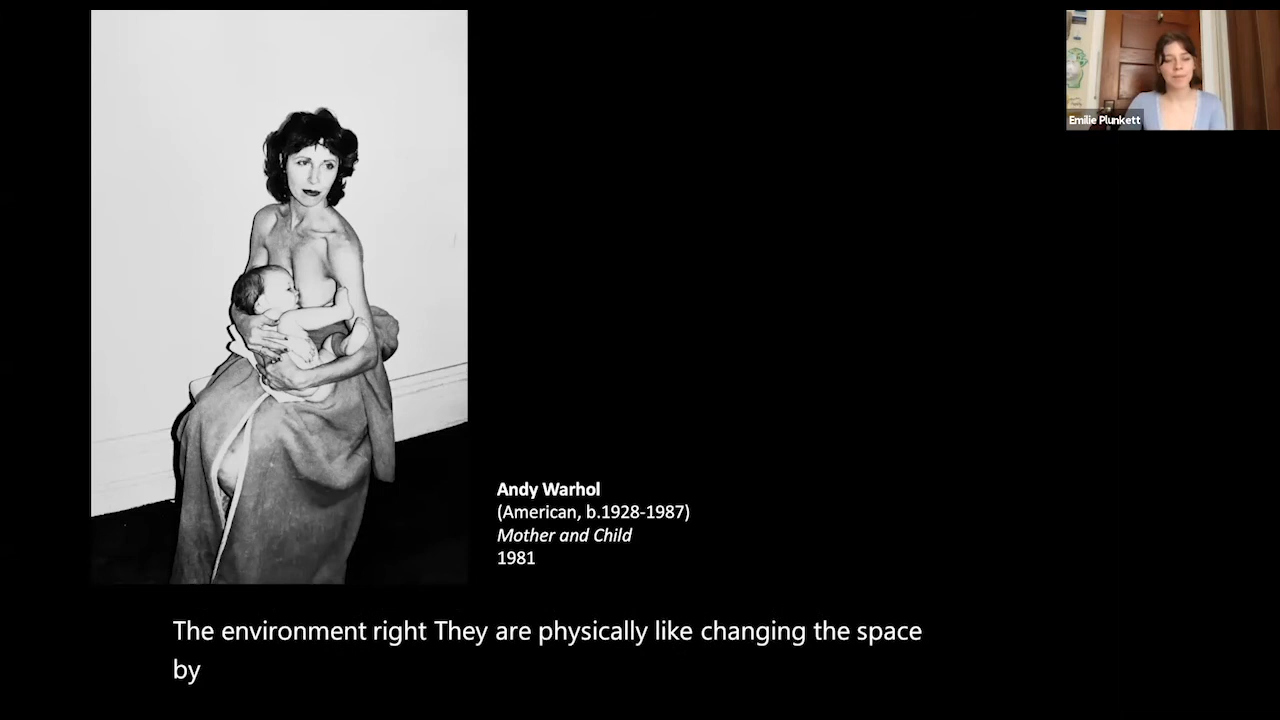 Emilie Plunkett
Andy Warhol
(American, b.1928-1987)
Mother and Child
1981
The environment right They are physically like changing the space
by